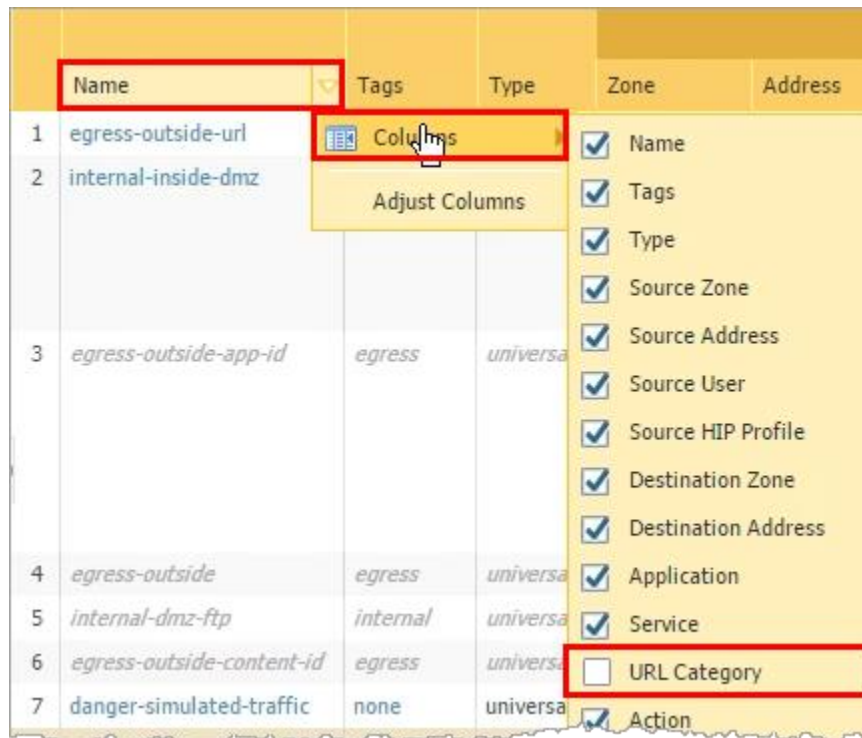 Name Tags Type Zone Address
1 egress-outside-url Columns Name
2 internal-inside-dmz Adjust Columns Tags
Type
Source Zone
3 egress-outside-app-id egress universa Source Address
Source User
Source HIP Profile
Destination Zone
Destination Address
4 egress-outside egress universa Application
5 internal-dmz-ftp internal universa Service
6 egress-outside-content-id egress universa URL Category
7 danger-simulated-traffic none universa Action